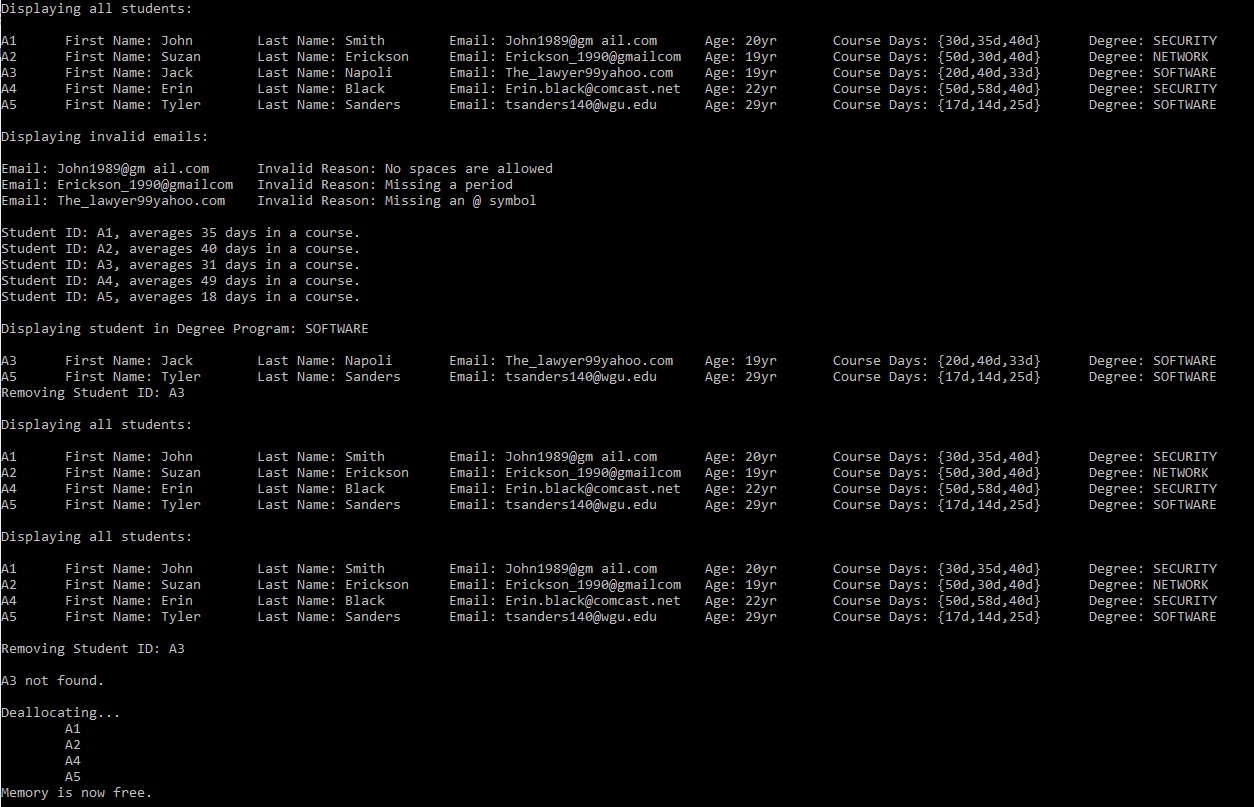 Displaying all students:
A1 First Name: John Last Name: Smith Email: John1989@gm ail.com Age: 20yr Course Days: {30d,35d,40d} Degree: SECURITY
A2 First Name: Suzan Last Name: Erickson Email: Erickson_1990@gmailcom Age: 19yr Course Days: {50d,30d,40d} Degree: NETWORK
A3 First Name: Jack Last Name: Napoli Email: The_lawyer99yahoo.com Age: 19yr Course Days: {20d,40d,33d} Degree: SOFTWARE
A4 First Name: Erin Last Name: Black Email: Erin.black@comcast.net Age: 22yr Course Days: {50d,58d,40d} Degree: SECURITY
A5 First Name: Tyler Last Name: Sanders Email: tsanders140@wgu.edu Age: 29yr Course Days: {17d,14d,25d} Degree: SOFTWARE
Displaying invalid emails:
Email: John1989@gm ail.com Invalid Reason: No spaces are allowed
Email: Erickson_1990@gmailcom Invalid Reason: Missing a period
Email: The_lawyer99yahoo.com Invalid Reason: Missing an @ symbol
Student ID: A1, averages 35 days in a course.
Student ID: A2, averages 40 days in a course.
Student ID: A3, averages 31 days in a course.
Student ID: A4, averages 49 days in a course.
Student ID: A5, averages 18 days in a course.
Displaying student in Degree Program: SOFTWARE
A3 First Name: Jack Last Name: Napoli Email: The_lawyer99yahoo.com Age: 19yr Course Days: {20d,40d,33d} Degree: SOFTWARE
A5 First Name: Tyler Last Name: Sanders Email: tsanders140@wgu.edu Age: 29yr Course Days: {17d,14d,25d} Degree: SOFTWARE
Removing Student ID: A3
Displaying all students:
A1 First Name: John Last Name: Smith Email: John1989@gm ail.com Age: 20yr Course Days: {30d,35d,40d} Degree: SECURITY
A2 First Name: Suzan Last Name: Erickson Email: Erickson_1990@gmailcom Age: 19yr Course Days: {50d,30d,40d} Degree: NETWORK
A4 First Name: Erin Last Name: Black Email: Erin.black@comcast.net Age: 22yr Course Days: {50d,58d,40d} Degree: SECURITY
A5 First Name: Tyler Last Name: Sanders Email: tsanders140@wgu.edu Age: 29yr Course Days: {17d,14d,25d} Degree: SOFTWARE
Displaying all students:
A1 First Name: John Last Name: Smith Email: John1989@gm ail.com Age: 20yr Course Days: {30d,35d,40d} Degree: SECURITY
A2 First Name: Suzan Last Name: Erickson Email: Erickson_1990@gmailcom Age: 19yr Course Days: {50d,30d,40d} Degree: NETWORK
A4 First Name: Erin Last Name: Black Email: Erin.black@comcast.net Age: 22yr Course Days: {50d,58d,40d} Degree: SECURITY
A5 First Name: Tyler Last Name: Sanders Email: tsanders140@wgu.edu Age: 29yr Course Days: {17d,14d,25d} Degree: SOFTWARE
Removing Student ID: A3
A3 not found.
Deallocating...
A1
A2
A4
A5
Memory is now free.